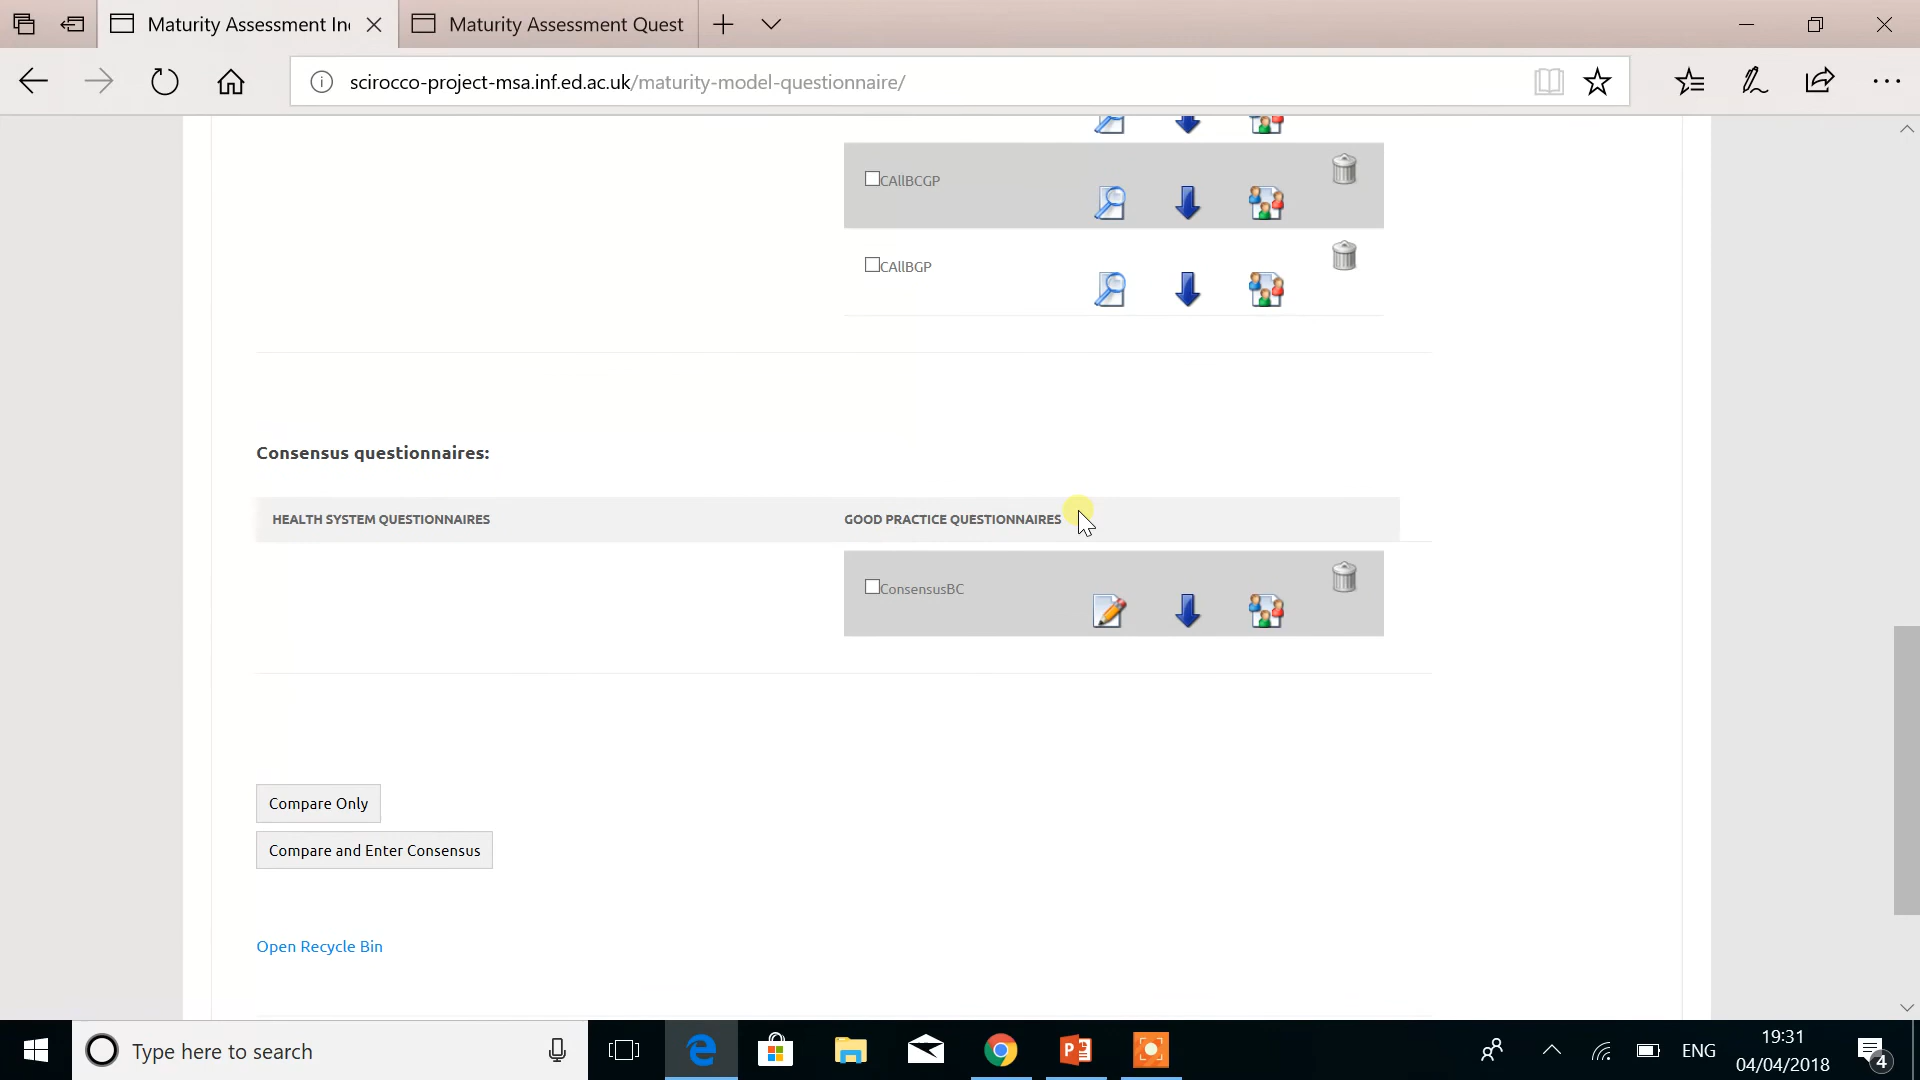 Maturity Assessment In
Maturity Assessment Quest
scirocco-project-msa.inf.ed.ac.uk/maturity-model-questionnaire/
CAllBCGP
CAllBGP
Consensus questionnaires:
HEALTH SYSTEM QUESTIONNAIRES
GOOD PRACTICE QUESTIONNAIRES
ConsensusBC
Compare Only
Compare and Enter Consensus
Open Recycle Bin
Type here to search
ENG
19:31
04/04/2018
4